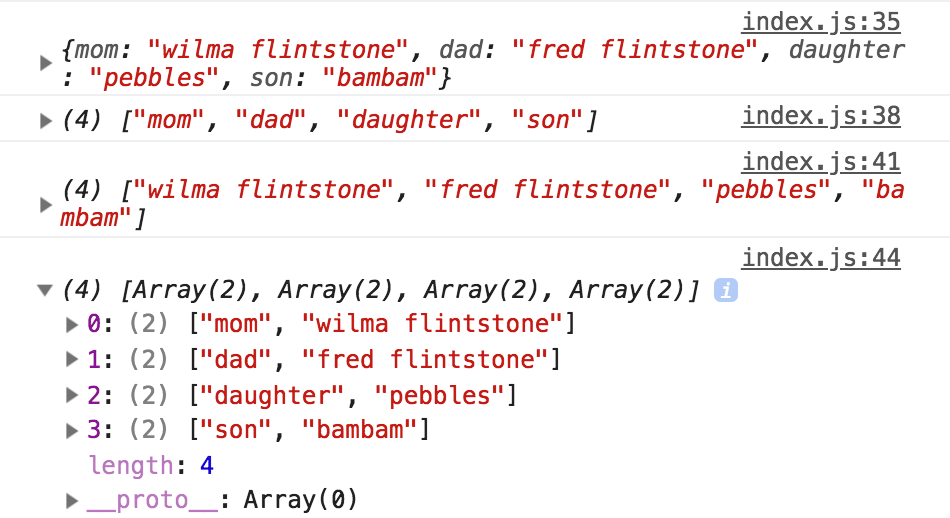 index.js:35
{mom: "wilma flintstone", dad: "fred flintstone", daughter
: "pebbles", son: "bambam"}
(4) ["mom", "dad", "daughter", "son"] index.js:38
index.js:41
(4) ["wilma flintstone", "fred flintstone", "pebbles", "ba
mbam"]
index.js:44
(4) [Array(2), Array(2), Array(2), Array(2)] i
0: (2) ["mom", "wilma flintstone"]
1: (2) ["dad", "fred flintstone"]
2: (2) ["daughter", "pebbles"]
3: (2) ["son", "bambam"]
length: 4
__proto__: Array(0)